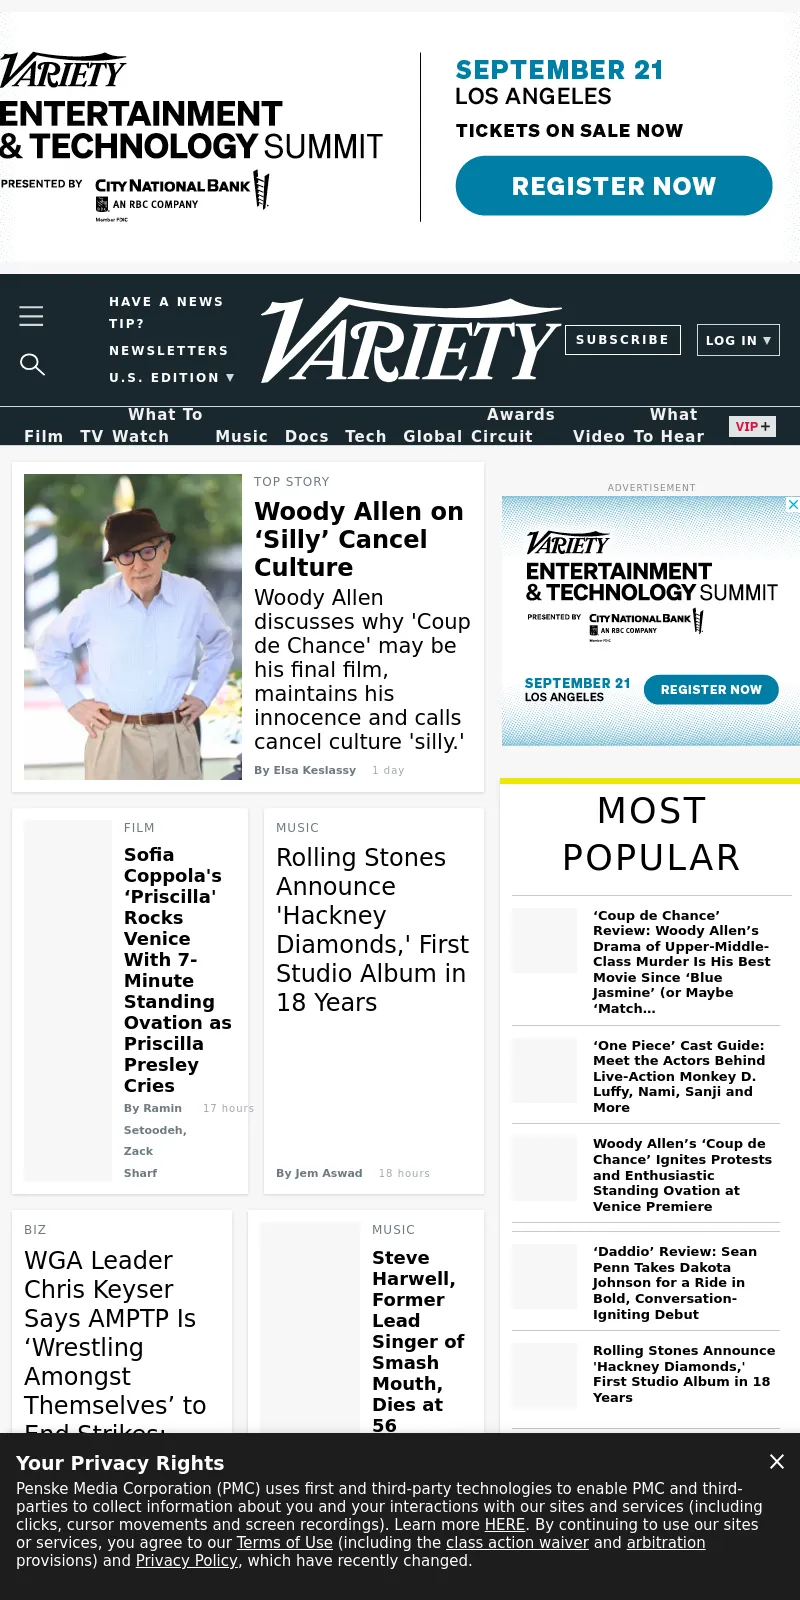 VARIETY
ENTERTAINMENT
& TECHNOLOGY SUMMIT
PRESENTED BY CITY NATIONAL BANK
AN RBC COMPANY
Member FDIC
SEPTEMBER 21
LOS ANGELES
TICKETS ON SALE NOW
REGISTER NOW
HAVE A NEWS
TIP?
NEWSLETTERS
U.S. EDITION ▼
VARIETY
SUBSCRIBE
LOG IN ▼
Film
TV
What To
Watch
Music
Docs
Tech
Global
Awards
Circuit
Video
What
To Hear
VIP+
TOP STORY
Woody Allen on
‘Silly’ Cancel
Culture
Woody Allen
discusses why 'Coup
de Chance' may be
his final film,
maintains his
innocence and calls
cancel culture 'silly.'
By Elsa Keslassy 1 day
ADVERTISEMENT
VARIETY
ENTERTAINMENT
& TECHNOLOGY SUMMIT
PRESENTED BY CITY NATIONAL BANK
AN RBC COMPANY
SEPTEMBER 21
LOS ANGELES
REGISTER NOW
FILM
Sofia
Coppola's
‘Priscilla'
Rocks
Venice
With 7-
Minute
Standing
Ovation as
Priscilla
Presley
Cries
By Ramin 17 hours
Setoodeh,
Zack
Sharf
MUSIC
Rolling Stones
Announce
'Hackney
Diamonds,' First
Studio Album in
18 Years
By Jem Aswad 18 hours
BIZ
WGA Leader
Chris Keyser
Says AMPTP Is
‘Wrestling
Amongst
Themselves’ to
End Strikes:
MUSIC
Steve
Harwell,
Former
Lead
Singer of
Smash
Mouth,
Dies at
56
MOST
POPULAR
‘Coup de Chance’
Review: Woody Allen’s
Drama of Upper-Middle-
Class Murder Is His Best
Movie Since ‘Blue
Jasmine’ (or Maybe
‘Match…
‘One Piece’ Cast Guide:
Meet the Actors Behind
Live-Action Monkey D.
Luffy, Nami, Sanji and
More
Woody Allen’s ‘Coup de
Chance’ Ignites Protests
and Enthusiastic
Standing Ovation at
Venice Premiere
‘Daddio’ Review: Sean
Penn Takes Dakota
Johnson for a Ride in
Bold, Conversation-
Igniting Debut
Rolling Stones Announce
'Hackney Diamonds,'
First Studio Album in 18
Years
Your Privacy Rights
Penske Media Corporation (PMC) uses first and third-party technologies to enable PMC and third-
parties to collect information about you and your interactions with our sites and services (including
clicks, cursor movements and screen recordings). Learn more HERE. By continuing to use our sites
or services, you agree to our Terms of Use (including the class action waiver and arbitration
provisions) and Privacy Policy, which have recently changed.